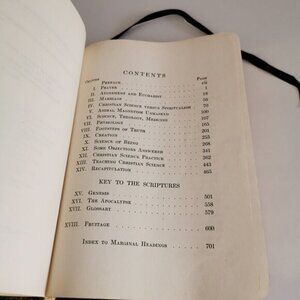 CONTENTS
CHAPTER PAGE
PREFACE vii
I. PRAYER 1
II. ATONEMENT AND EUCHARIST 18
III. MARRIAGE 56
IV. CHRISTIAN SCIENCE VERSUS SPIRITUALISM 70
V. ANIMAL MAGNETISM UNMASKED 100
VI. SCIENCE, THEOLOGY, MEDICINE 107
VII. PHYSIOLOGY 165
VIII. FOOTSTEPS OF TRUTH 201
IX. CREATION 255
X. SCIENCE OF BEING 268
XI. SOME OBJECTIONS ANSWERED 341
XII. CHRISTIAN SCIENCE PRACTICE 362
XIII. TEACHING CHRISTIAN SCIENCE 443
XIV. RECAPITULATION 465
KEY TO THE SCRIPTURES
XV. GENESIS 501
XVI. THE APOCALYPSE 558
XVII. GLOSSARY 579
XVIII. FRUITAGE 600
INDEX TO MARGINAL HEADINGS 701